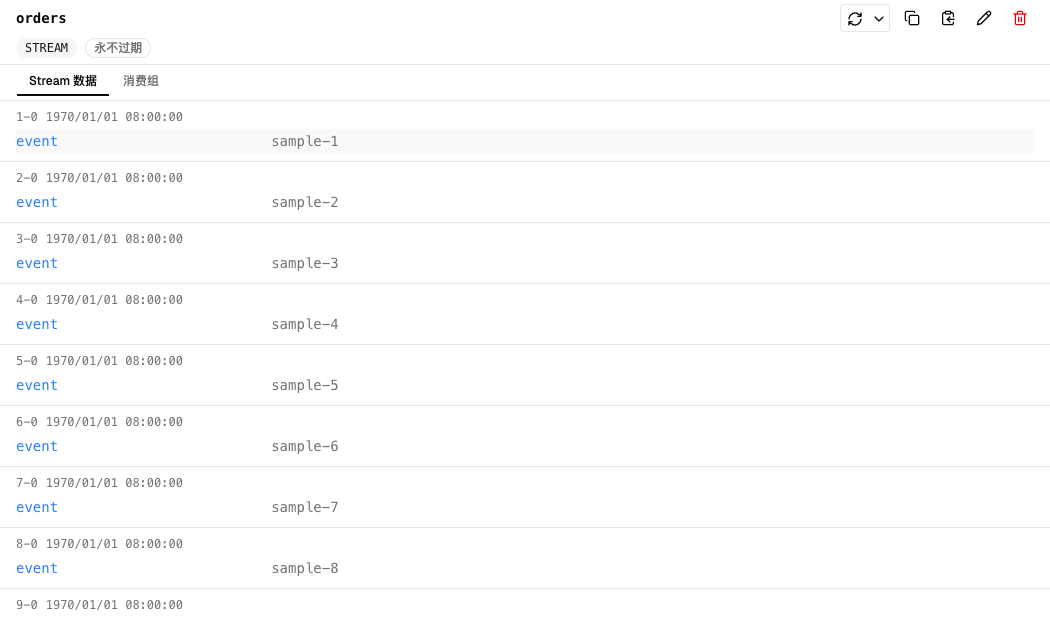 orders
STREAM 永不过期
Stream 数据 消费组
1-0 1970/01/01 08:00:00
event sample-1
2-0 1970/01/01 08:00:00
event sample-2
3-0 1970/01/01 08:00:00
event sample-3
4-0 1970/01/01 08:00:00
event sample-4
5-0 1970/01/01 08:00:00
event sample-5
6-0 1970/01/01 08:00:00
event sample-6
7-0 1970/01/01 08:00:00
event sample-7
8-0 1970/01/01 08:00:00
event sample-8
9-0 1970/01/01 08:00:00